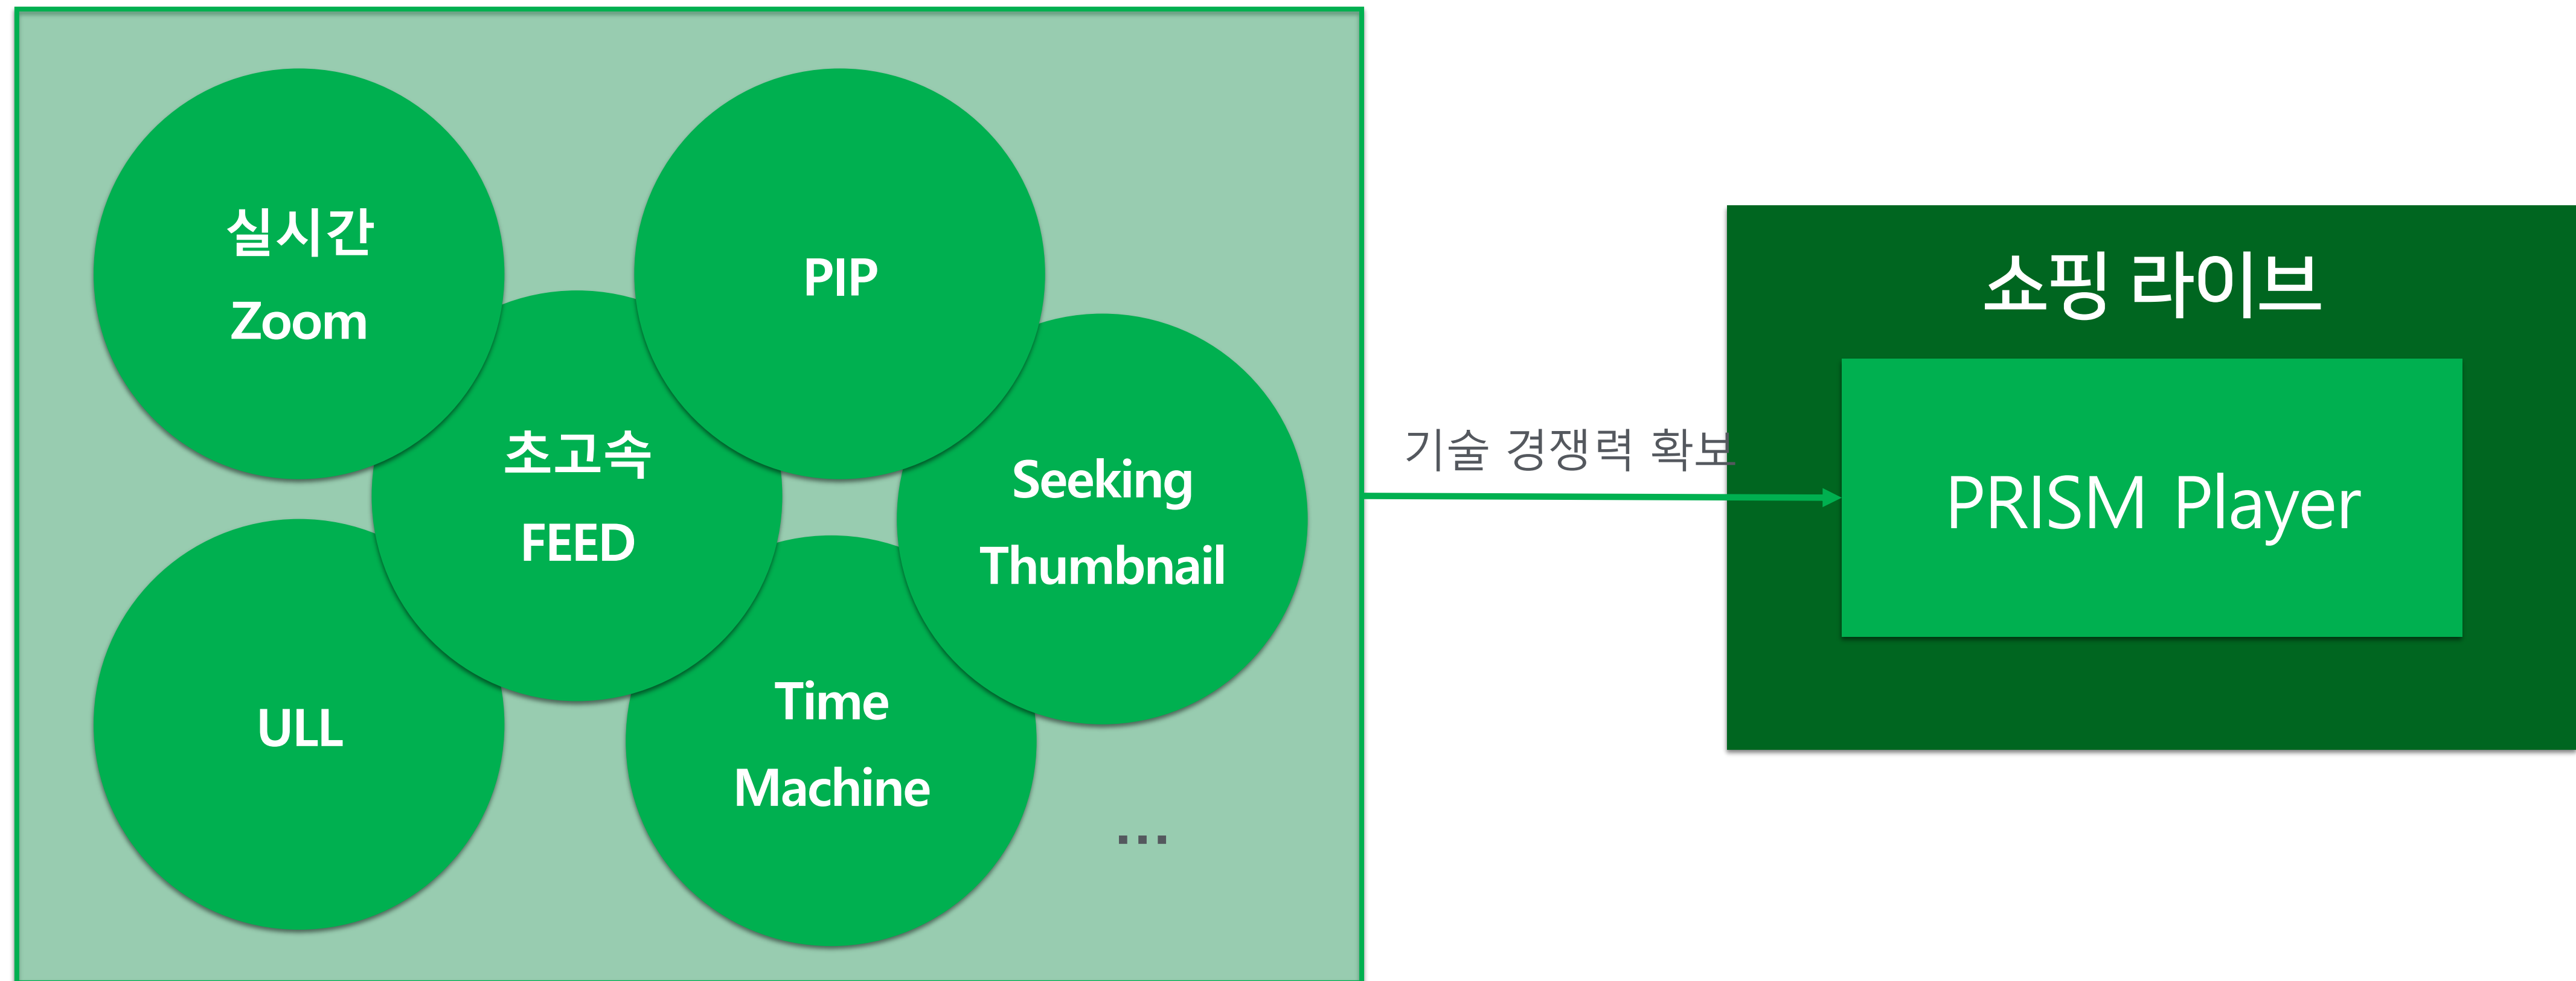 실시간
Zoom
PIP
초고속
FEED
Seeking
Thumbnail
ULL
Time
Machine
...
기술 경쟁력 확보
쇼핑 라이브
PRISM Player